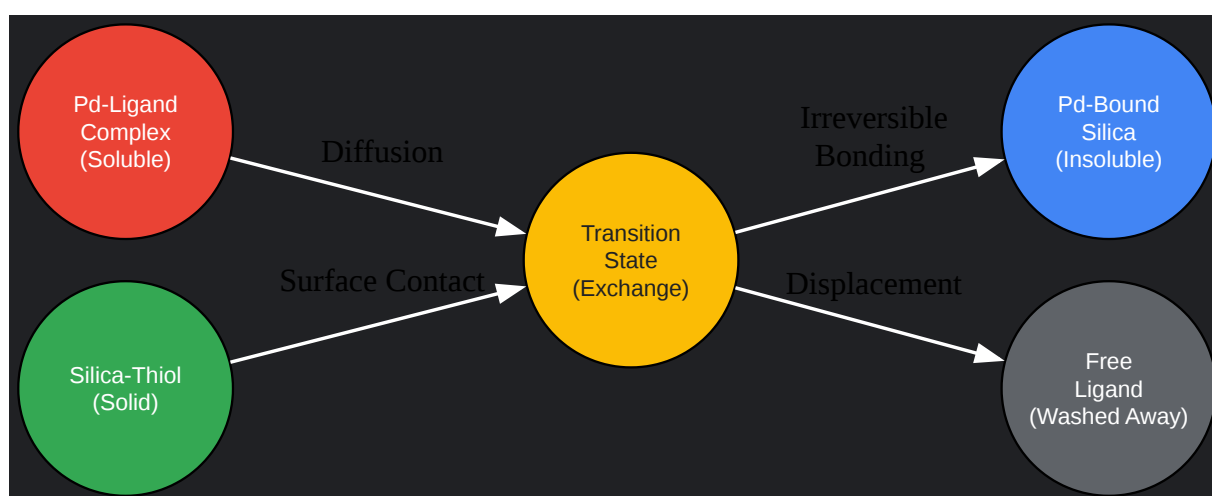 Pd-Ligand
Complex
(Soluble)
Diffusion
Silica-Thiol
(Solid)
Surface Contact
Transition
State
(Exchange)
Irreversible
Bonding
Pd-Bound
Silica
(Insoluble)
Displacement
Free
Ligand
(Washed Away)